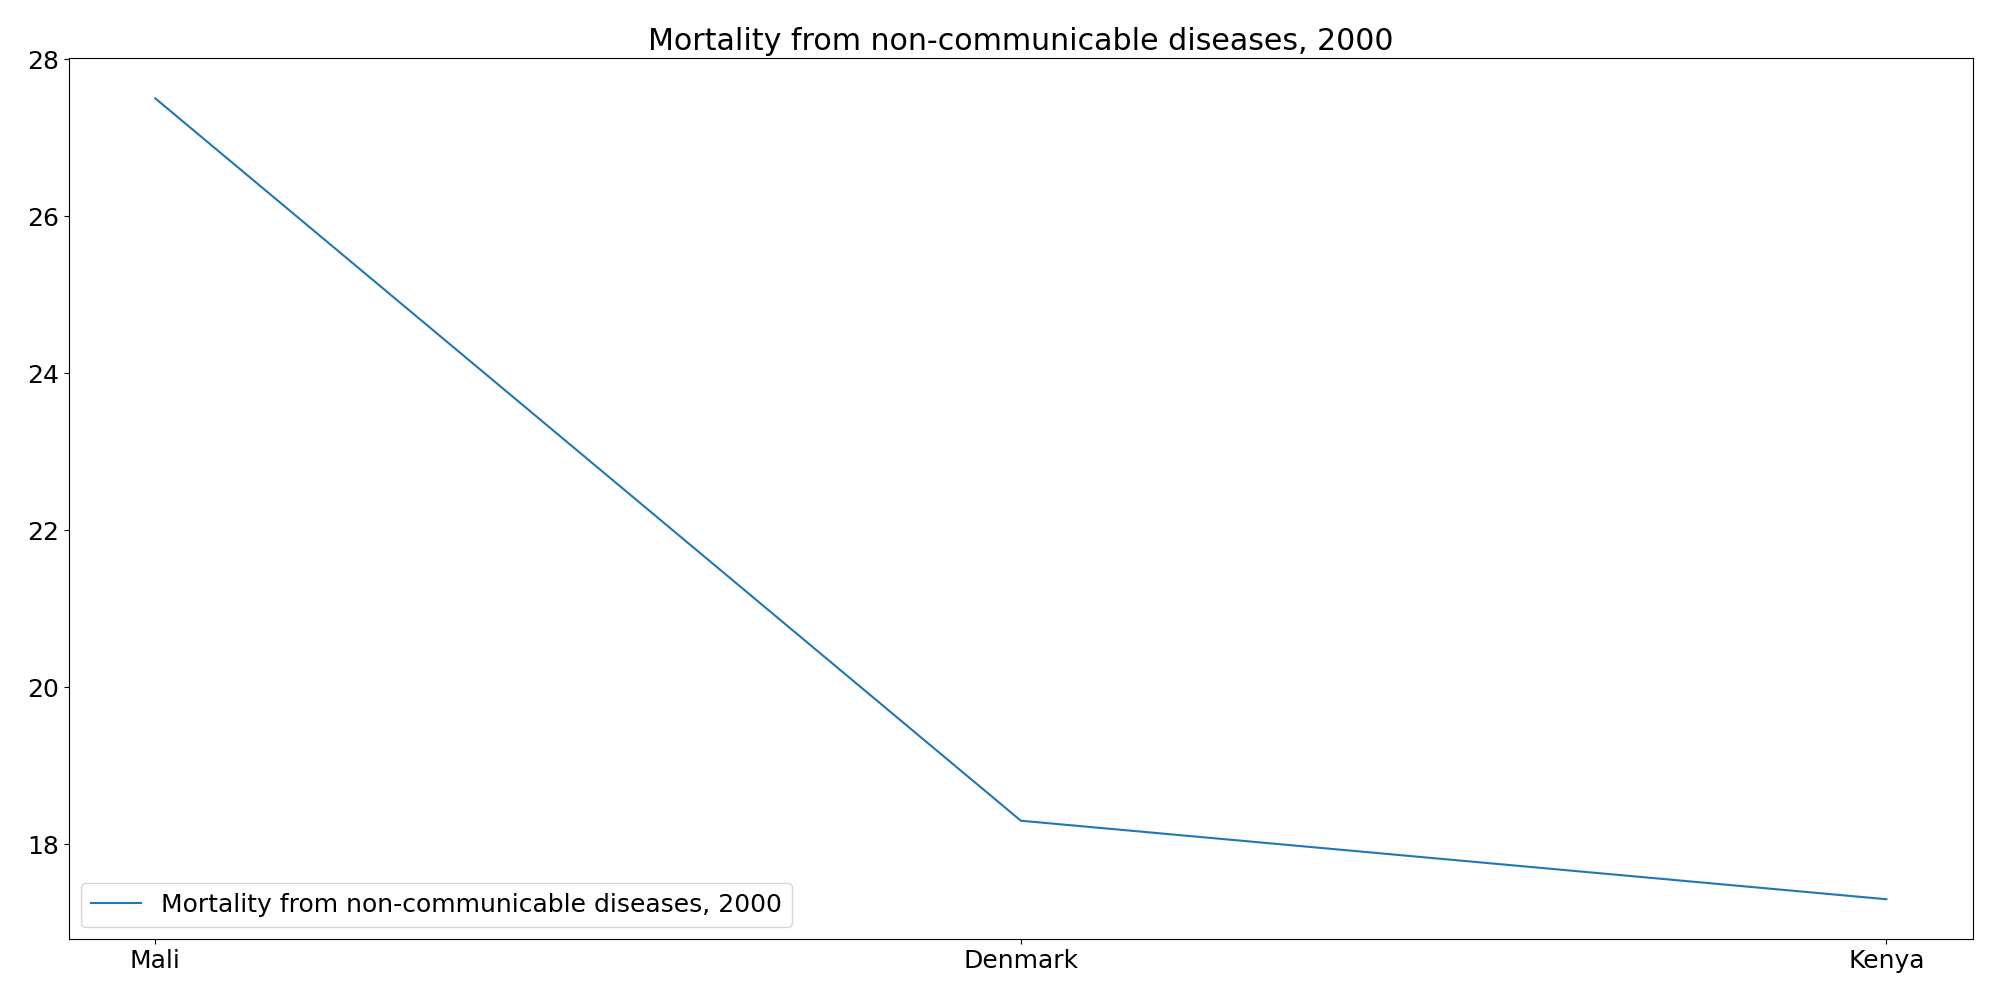 Mortality from non-communicable diseases, 2000
28
26
24
22
20
18
Mortality from non-communicable diseases, 2000
Mali Denmark Kenya